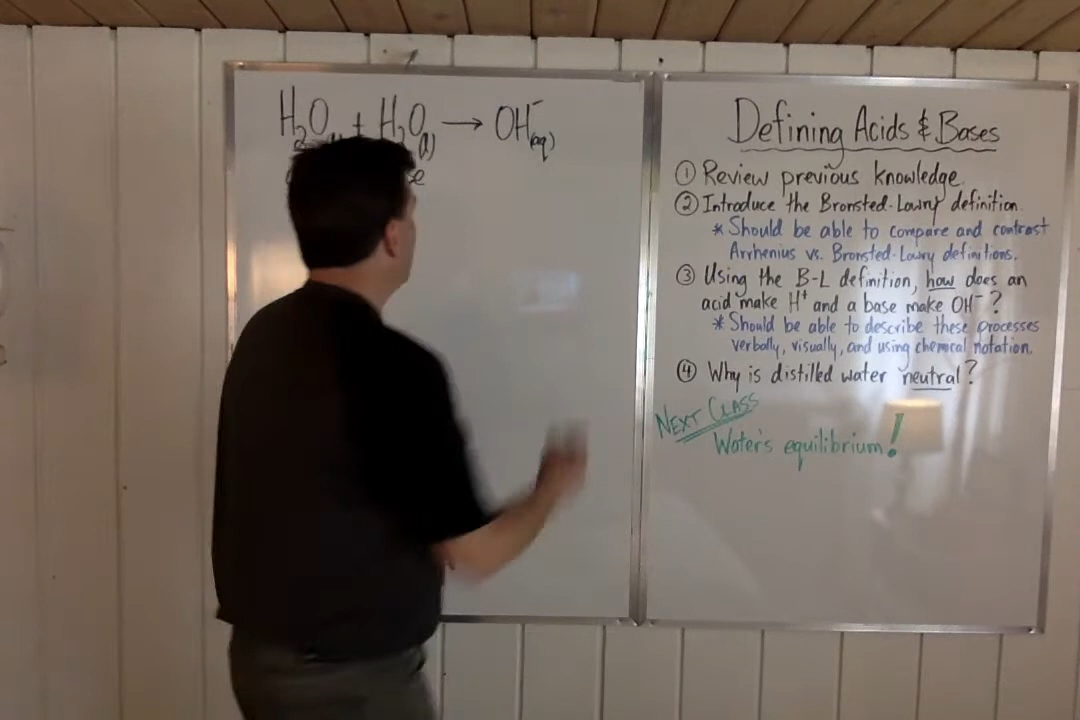 H₂O + H₂O(l) → OH⁻(aq)
Defining Acids & Bases
① Review previous knowledge.
② Introduce the Bronsted-Lowry definition.
* Should be able to compare and contrast
Arrhenius vs. Bronsted-Lowry definitions.
③ Using the B-L definition, how does an
acid make H⁺ and a base make OH⁻?
* Should be able to describe these processes
verbally, visually, and using chemical notation.
④ Why is distilled water neutral?
NEXT CLASS
Water's equilibrium!